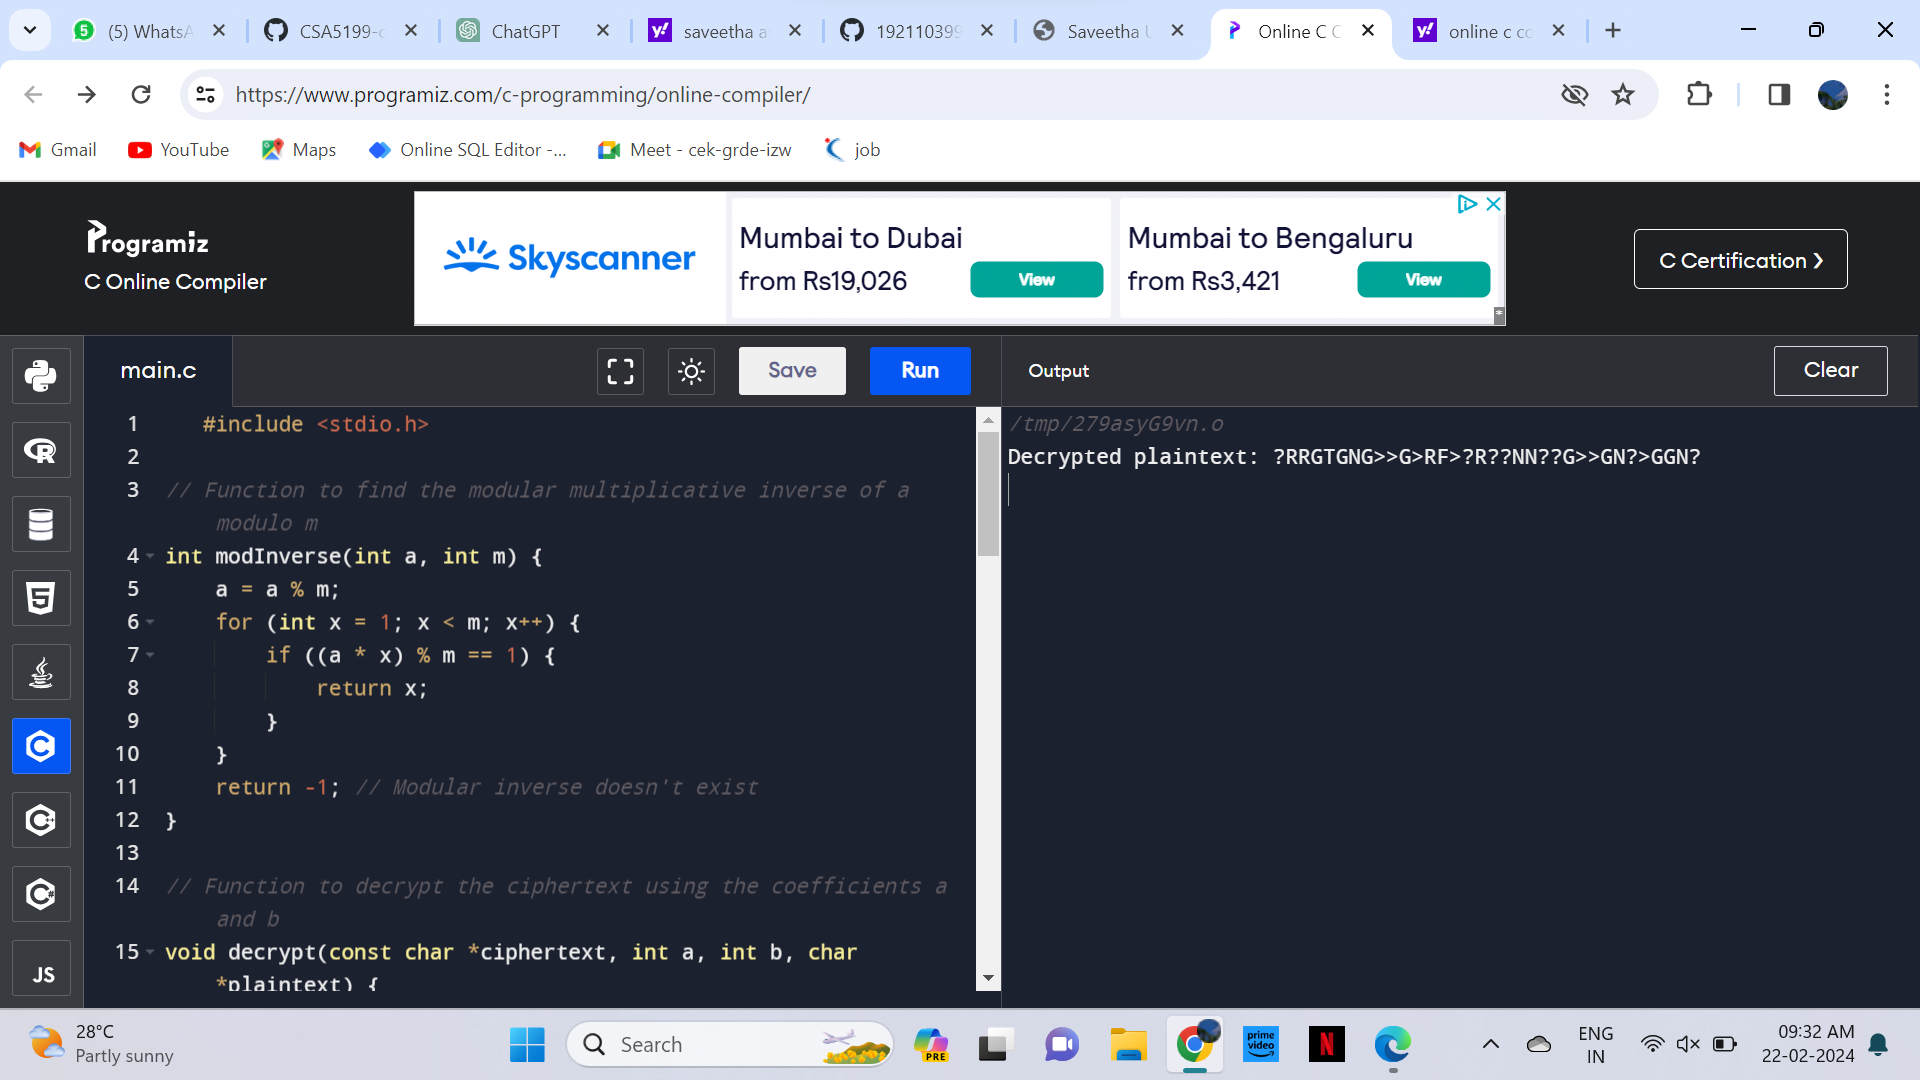 5 (5) WhatsA
CSA5199-c
ChatGPT
saveetha a
192110399
Saveetha U
Online C C
online c co
https://www.programiz.com/c-programming/online-compiler/
Gmail
YouTube
Maps
Online SQL Editor -...
Meet - cek-grde-izw
job
Programiz
C Online Compiler
Skyscanner
Mumbai to Dubai
from Rs19,026
View
Mumbai to Bengaluru
from Rs3,421
View
C Certification ❯
main.c
Save
Run
Output
Clear
1 #include <stdio.h>
2
3 // Function to find the modular multiplicative inverse of a
modulo m
4 int modInverse(int a, int m) {
5 a = a % m;
6 for (int x = 1; x < m; x++) {
7 if ((a * x) % m == 1) {
8 return x;
9 }
10 }
11 return -1; // Modular inverse doesn't exist
12 }
13
14 // Function to decrypt the ciphertext using the coefficients a
and b
15 void decrypt(const char *ciphertext, int a, int b, char
*plaintext) {
/tmp/279asyG9vn.o
Decrypted plaintext: ?RRGTGNG>>G>RF>?R??NN??G>>GN?>GGN?
JS
28°C
Partly sunny
Search
PRE
prime
video
N
ENG
IN
09:32 AM
22-02-2024